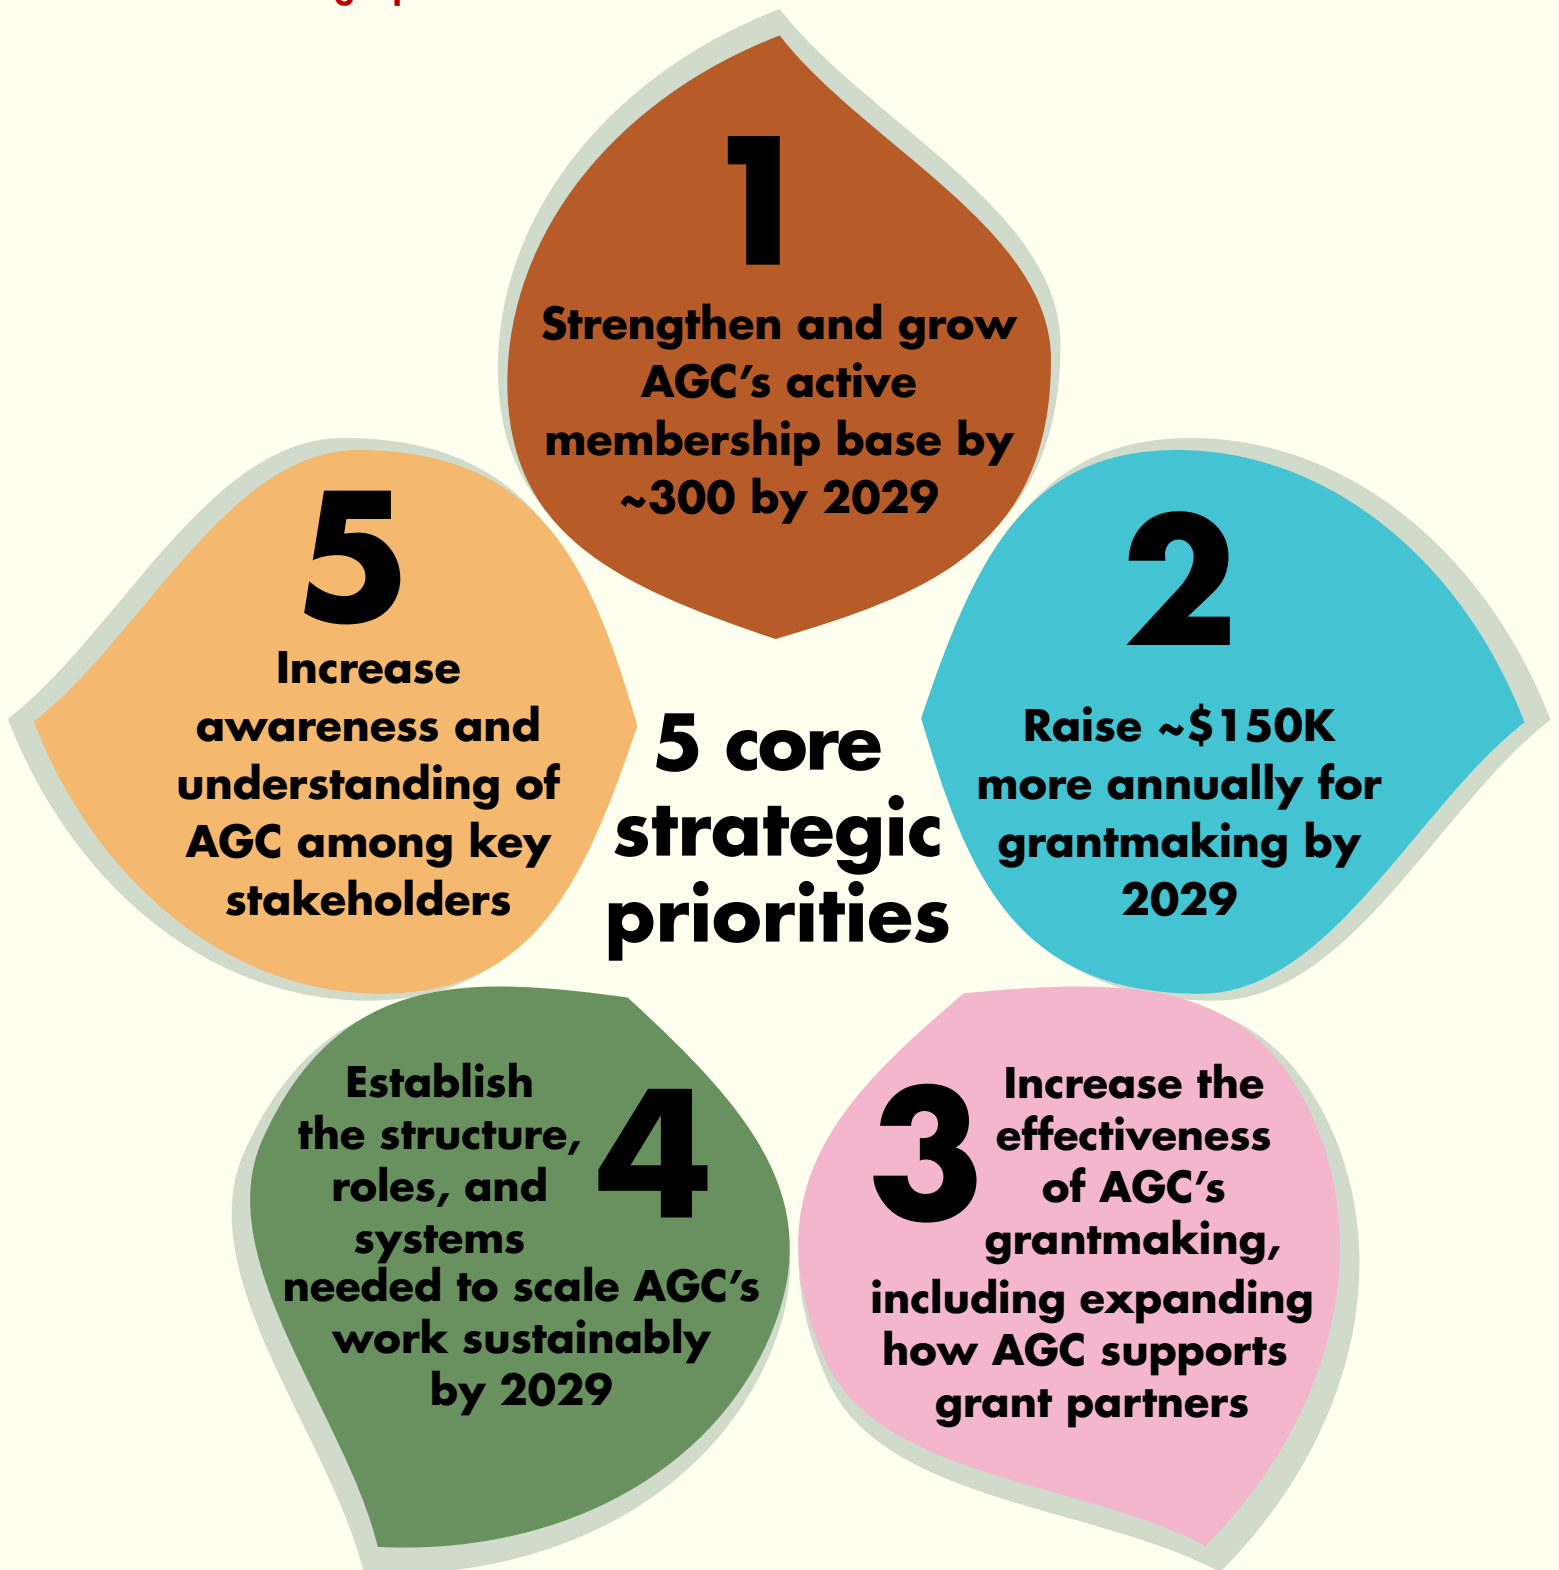 1
Strengthen and grow
AGC’s active
membership base by
~300 by 2029
2
Raise ~$150K
more annually for
grantmaking by
2029
3
Increase the
effectiveness
of AGC’s
grantmaking,
including expanding
how AGC supports
grant partners
4
Establish
the structure,
roles, and
systems
needed to scale AGC’s
work sustainably
by 2029
5
Increase
awareness and
understanding of
AGC among key
stakeholders
5 core
strategic
priorities